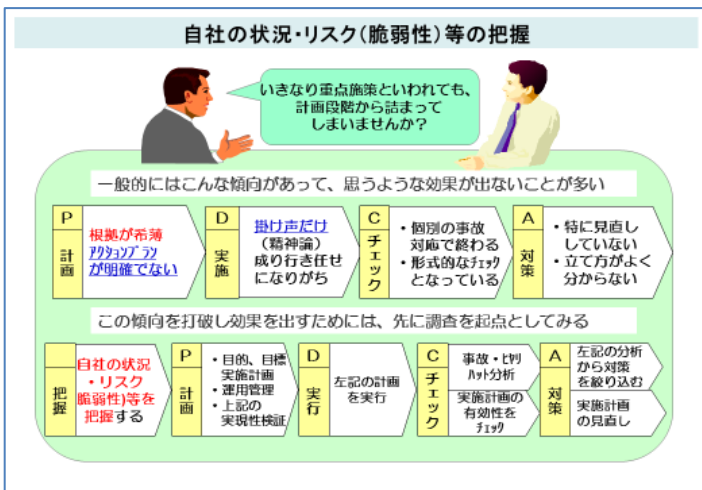 自社の状況・リスク(脆弱性)等の把握
いきなり重点施策といわれても、
計画段階から詰まって
しまいませんか?
一般的にはこんな傾向があって、思うような効果が出ないことが多い
P
計画
根拠が希薄
ｱｸｼｮﾝﾌﾟﾗﾝ
が明確でない
D
実施
掛け声だけ
(精神論)
成り行き任せ
になりがち
C
チェック
・個別の事故
対応で終わる
・形式的なﾁｪｯｸ
となっている
A
対策
・特に見直し
していない
・立て方がよく
分からない
この傾向を打破し効果を出すためには、先に調査を起点としてみる
把握
自社の状況
・リスク
脆弱性)等を
把握する
P
計画
・目的、目標
実施計画
・運用管理
・上記の
実現性検証
D
実行
左記の計画
を実行
C
チェック
事故・ﾋﾔﾘ
ﾊｯﾄ分析
実施計画の
有効性を
ﾁｪｯｸ
A
対策
左記の分析
から対策
を絞り込む
実施計画
の見直し